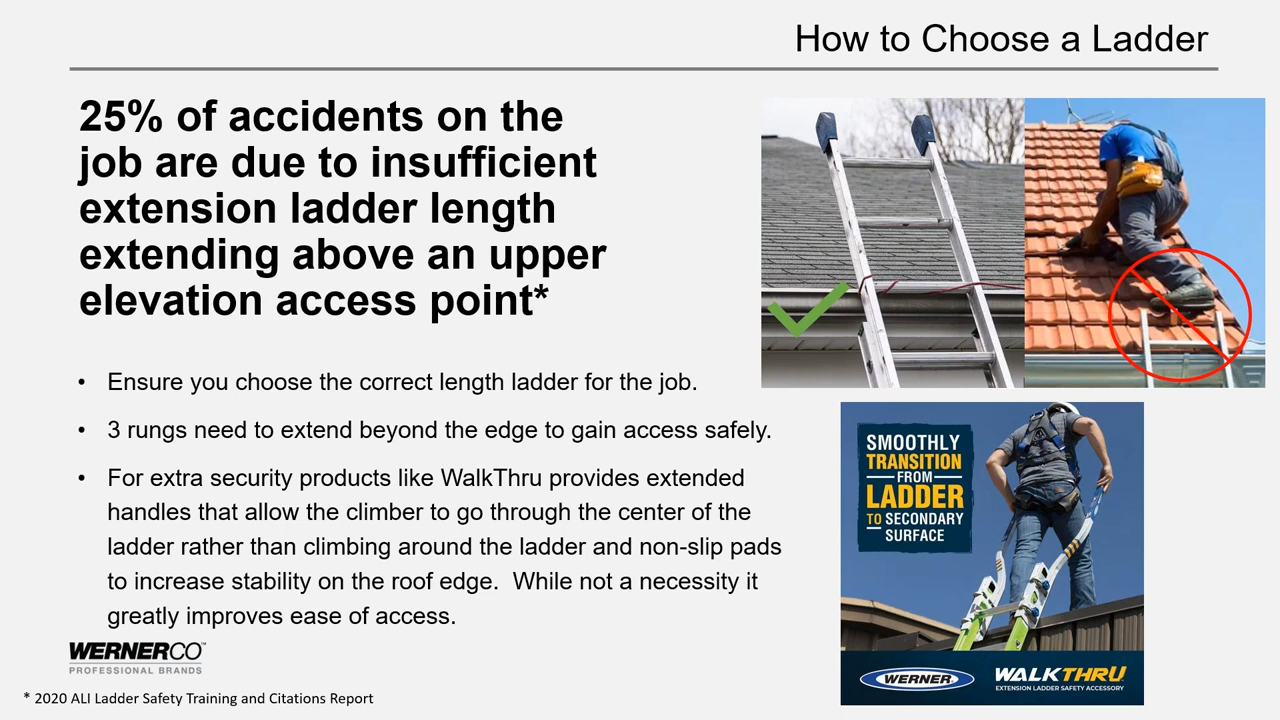 How to Choose a Ladder
25% of accidents on the
job are due to insufficient
extension ladder length
extending above an upper
elevation access point*
• Ensure you choose the correct length ladder for the job.
• 3 rungs need to extend beyond the edge to gain access safely.
• For extra security products like WalkThru provides extended
handles that allow the climber to go through the center of the
ladder rather than climbing around the ladder and non-slip pads
to increase stability on the roof edge.  While not a necessity it
greatly improves ease of access.
SMOOTHLY
TRANSITION
FROM
LADDER
TO SECONDARY
SURFACE
WERNER
WALKTHRU
EXTENSION LADDER SAFETY ACCESSORY
WERNERCO™
PROFESSIONAL BRANDS
* 2020 ALI Ladder Safety Training and Citations Report